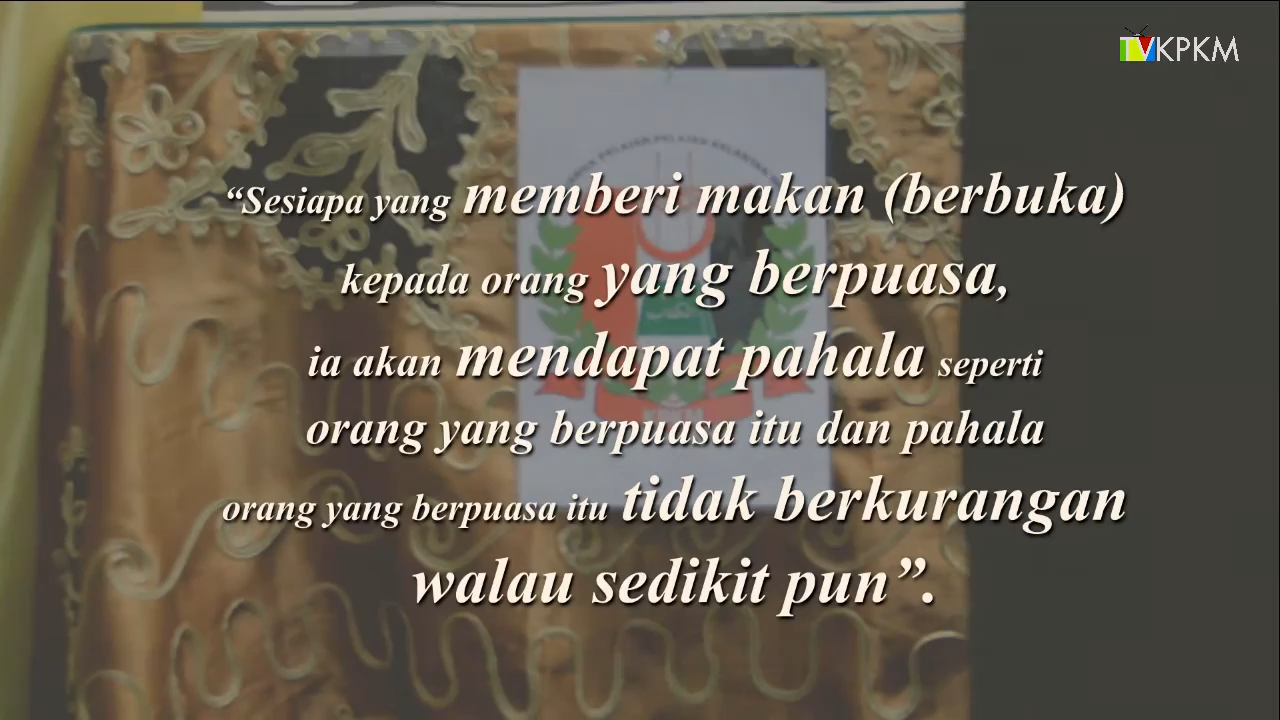 TVKPKM
“Sesiapa yang memberi makan (berbuka)
kepada orang yang berpuasa,
ia akan mendapat pahala seperti
orang yang berpuasa itu dan pahala
orang yang berpuasa itu tidak berkurangan
walau sedikit pun”.